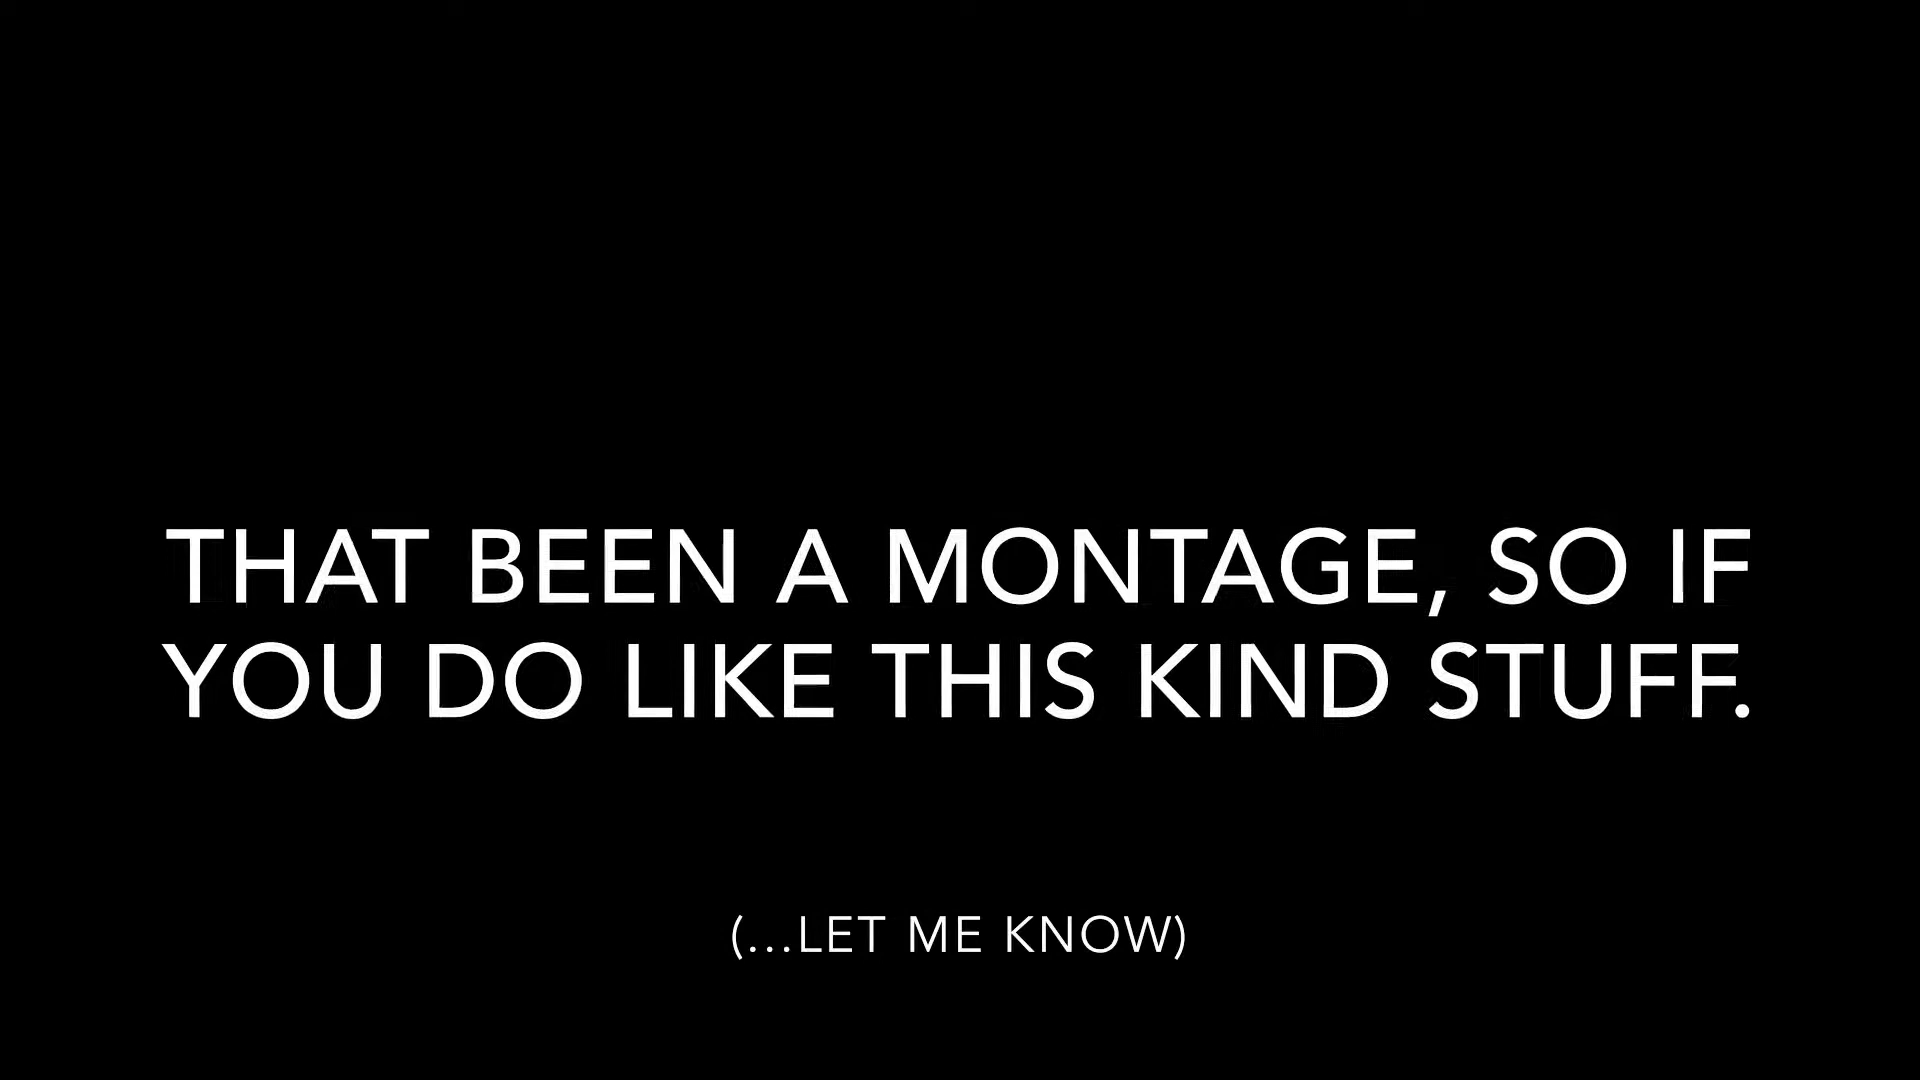 THAT BEEN A MONTAGE, SO IF
YOU DO LIKE THIS KIND STUFF.
(...LET ME KNOW)